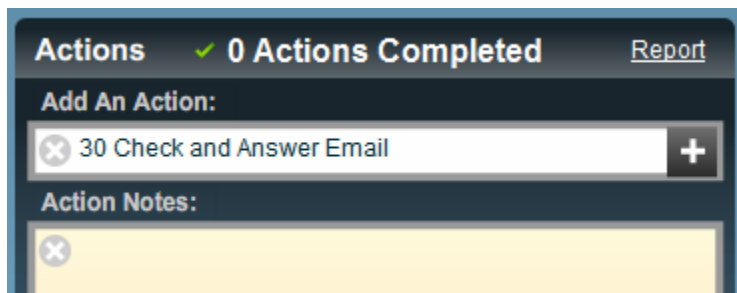 Actions 0 Actions Completed Report
Add An Action:
30 Check and Answer Email
Action Notes: